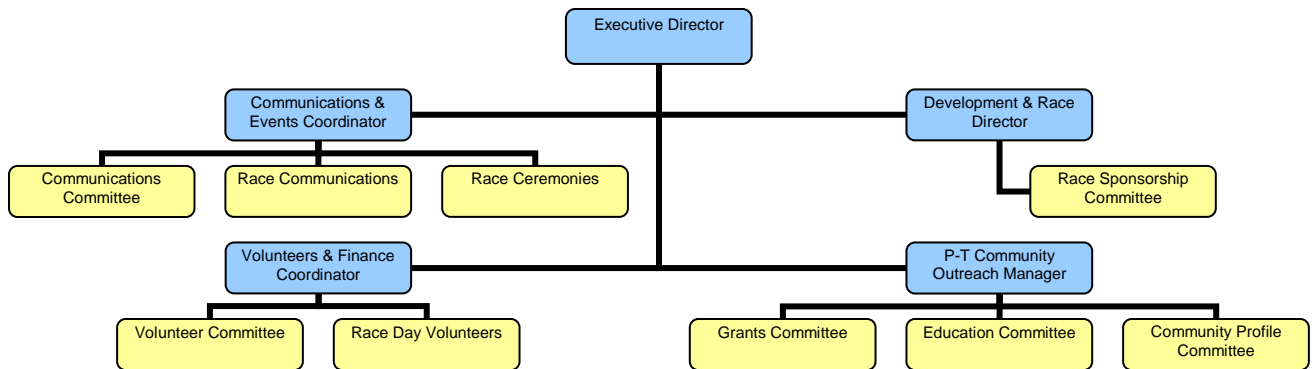 Executive Director
Communications &
Events Coordinator
Development & Race
Director
Communications
Committee
Race Communications
Race Ceremonies
Race Sponsorship
Committee
Volunteers & Finance
Coordinator
P-T Community
Outreach Manager
Volunteer Committee
Race Day Volunteers
Grants Committee
Education Committee
Community Profile
Committee